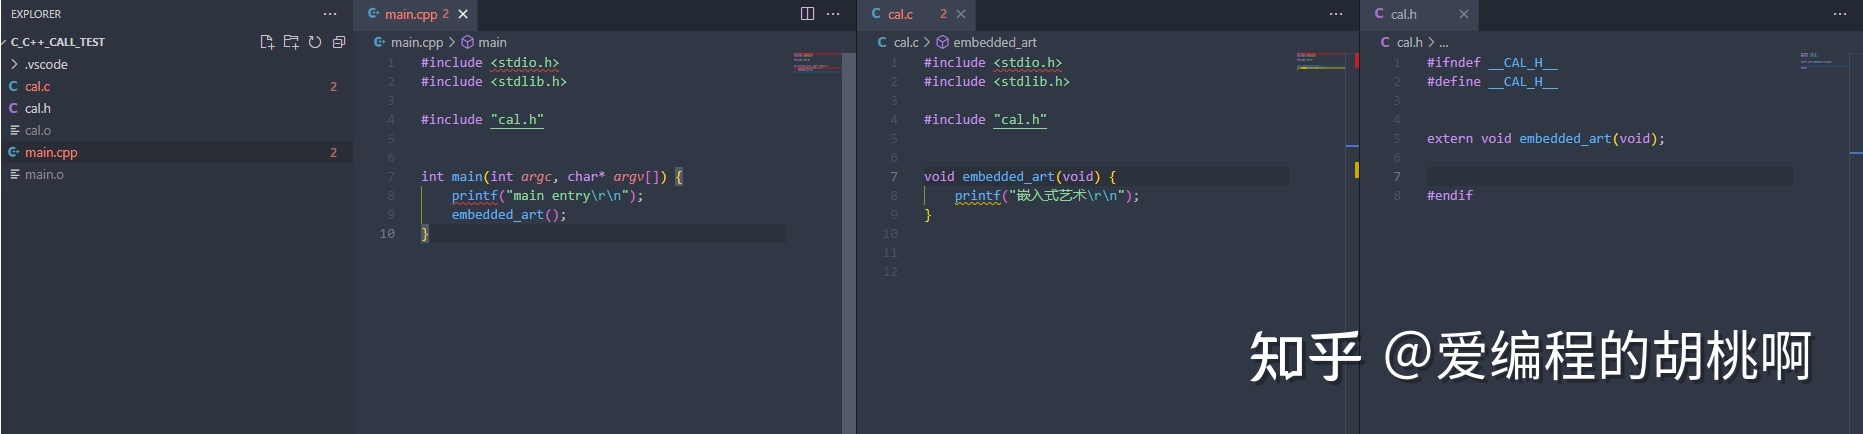 EXPLORER
C_C++_CALL_TEST
.vscode
cal.c 2
cal.h
cal.o
main.cpp 2
main.o
main.cpp 2
main.cpp > main
1 #include <stdio.h>
2 #include <stdlib.h>
3
4 #include "cal.h"
5
6
7 int main(int argc, char* argv[]) {
8 printf("main entry\r\n");
9 embedded_art();
10 }
cal.c 2
cal.c > embedded_art
1 #include <stdio.h>
2 #include <stdlib.h>
3
4 #include "cal.h"
5
6
7 void embedded_art(void) {
8 printf("嵌入式艺术\r\n");
9 }
10
11
12
cal.h
cal.h > ...
1 #ifndef __CAL_H__
2 #define __CAL_H__
3
4
5 extern void embedded_art(void);
6
7
8 #endif
知乎 @爱编程的胡桃啊